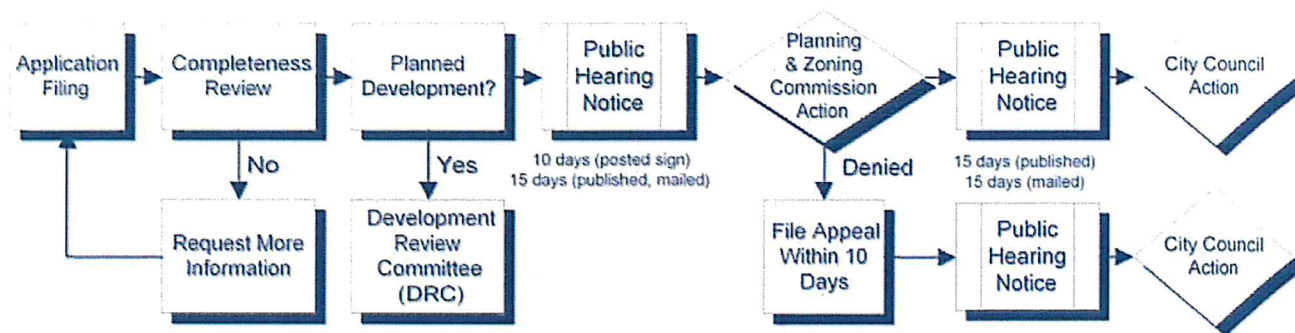 Application
Filing
Completeness
Review
Planned
Development?
Public
Hearing
Notice
Planning
& Zoning
Commission
Action
Public
Hearing
Notice
City Council
Action
No
Yes
10 days (posted sign)
15 days (published, mailed)
Denied
15 days (published)
15 days (mailed)
Request More
Information
Development
Review
Committee
(DRC)
File Appeal
Within 10
Days
Public
Hearing
Notice
City Council
Action